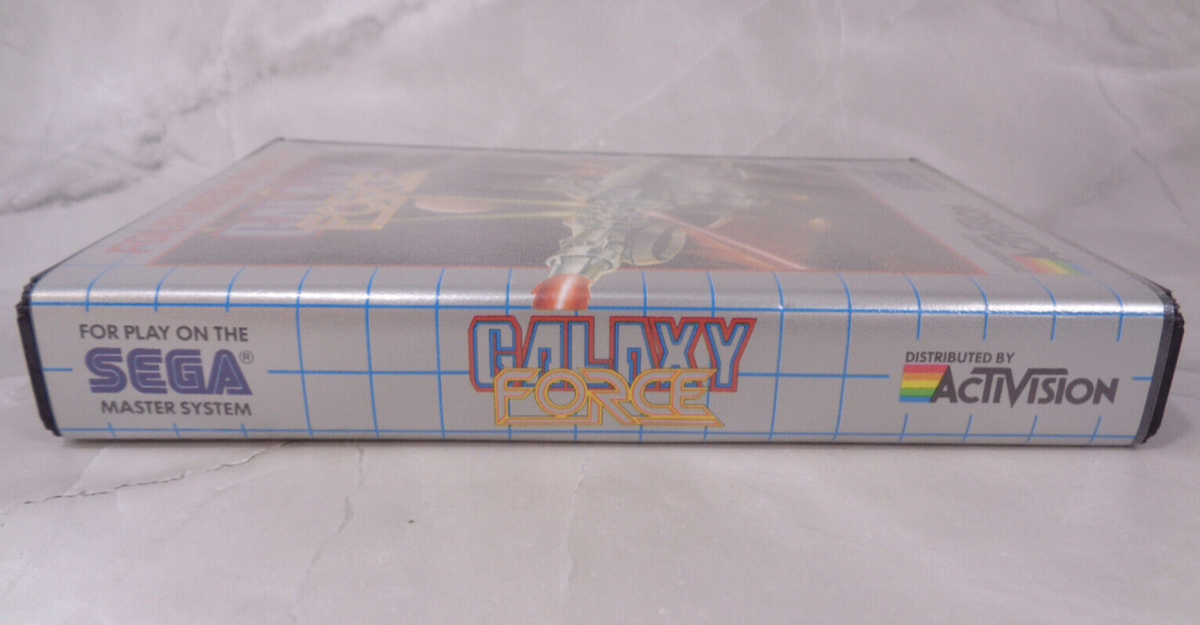 FOR PLAY ON THE
SEGA®
MASTER SYSTEM
GALAXY
FORCE
DISTRIBUTED BY
ACTIVISION